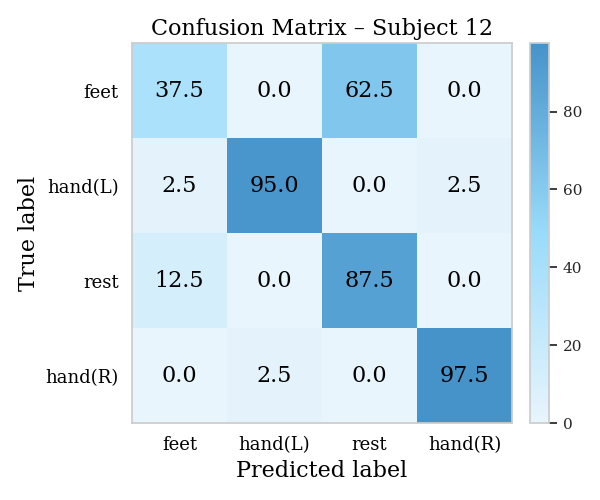 Confusion Matrix – Subject 12
feet 37.5 0.0 62.5 0.0
hand(L) 2.5 95.0 0.0 2.5
rest 12.5 0.0 87.5 0.0
hand(R) 0.0 2.5 0.0 97.5
feet hand(L) rest hand(R)
Predicted label
True label
80
60
40
20
0